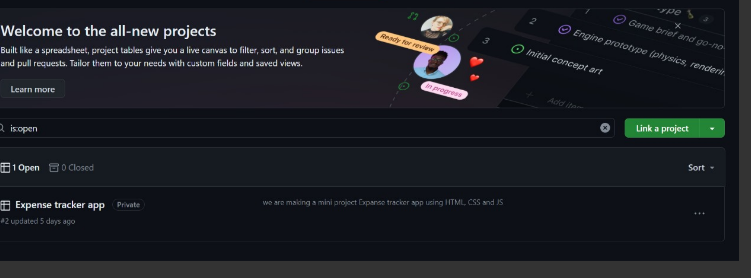 Welcome to the all-new projects
Built like a spreadsheet, project tables give you a live canvas to filter, sort, and group issues
and pull requests. Tailor them to your needs with custom fields and saved views.
Learn more
Ready for review
In progress
2
Game brief and go-no
Engine prototype (physics, renderin
3
Initial concept art
Add ite
is:open
Link a project
1 Open
0 Closed
Sort
Expense tracker app
Private
we are making a mini project Expanse tracker app using HTML, CSS and JS
#2 updated 5 days ago